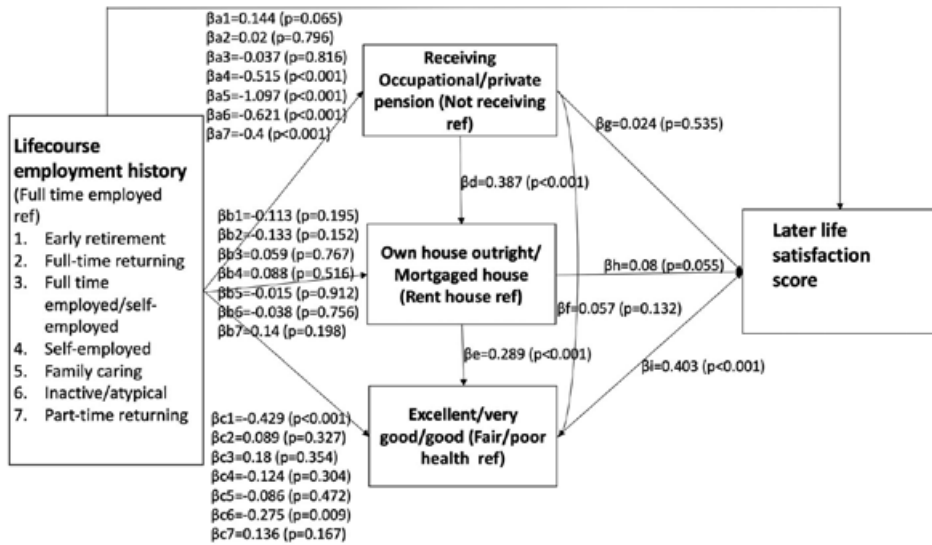 βa1=0.144 (p=0.065)
βa2=0.02 (p=0.796)
βa3=-0.037 (p=0.816)
βa4=-0.515 (p<0.001)
βa5=-1.097 (p<0.001)
βa6=-0.621 (p<0.001)
βa7=-0.4 (p<0.001)
Receiving
Occupational/private
pension (Not receiving
ref)
Lifecourse
employment history
(Full time employed
ref)
1. Early retirement
2. Full-time returning
3. Full time
employed/self-
employed
4. Self-employed
5. Family caring
6. Inactive/atypical
7. Part-time returning
βg=0.024 (p=0.535)
βd=0.387 (p<0.001)
βb1=-0.113 (p=0.195)
βb2=-0.133 (p=0.152)
βb3=0.059 (p=0.767)
βb4=0.088 (p=0.516)
βb5=-0.015 (p=0.912)
βb6=-0.038 (p=0.756)
βb7=0.14 (p=0.198)
Own house outright/
Mortgaged house
(Rent house ref)
βh=0.08 (p=0.055)
Later life
satisfaction
score
βf=0.057 (p=0.132)
βe=0.289 (p<0.001)
βi=0.403 (p<0.001)
βc1=-0.429 (p<0.001)
βc2=0.089 (p=0.327)
βc3=0.18 (p=0.354)
βc4=-0.124 (p=0.304)
βc5=-0.086 (p=0.472)
βc6=-0.275 (p=0.009)
βc7=0.136 (p=0.167)
Excellent/very
good/good (Fair/poor
health ref)